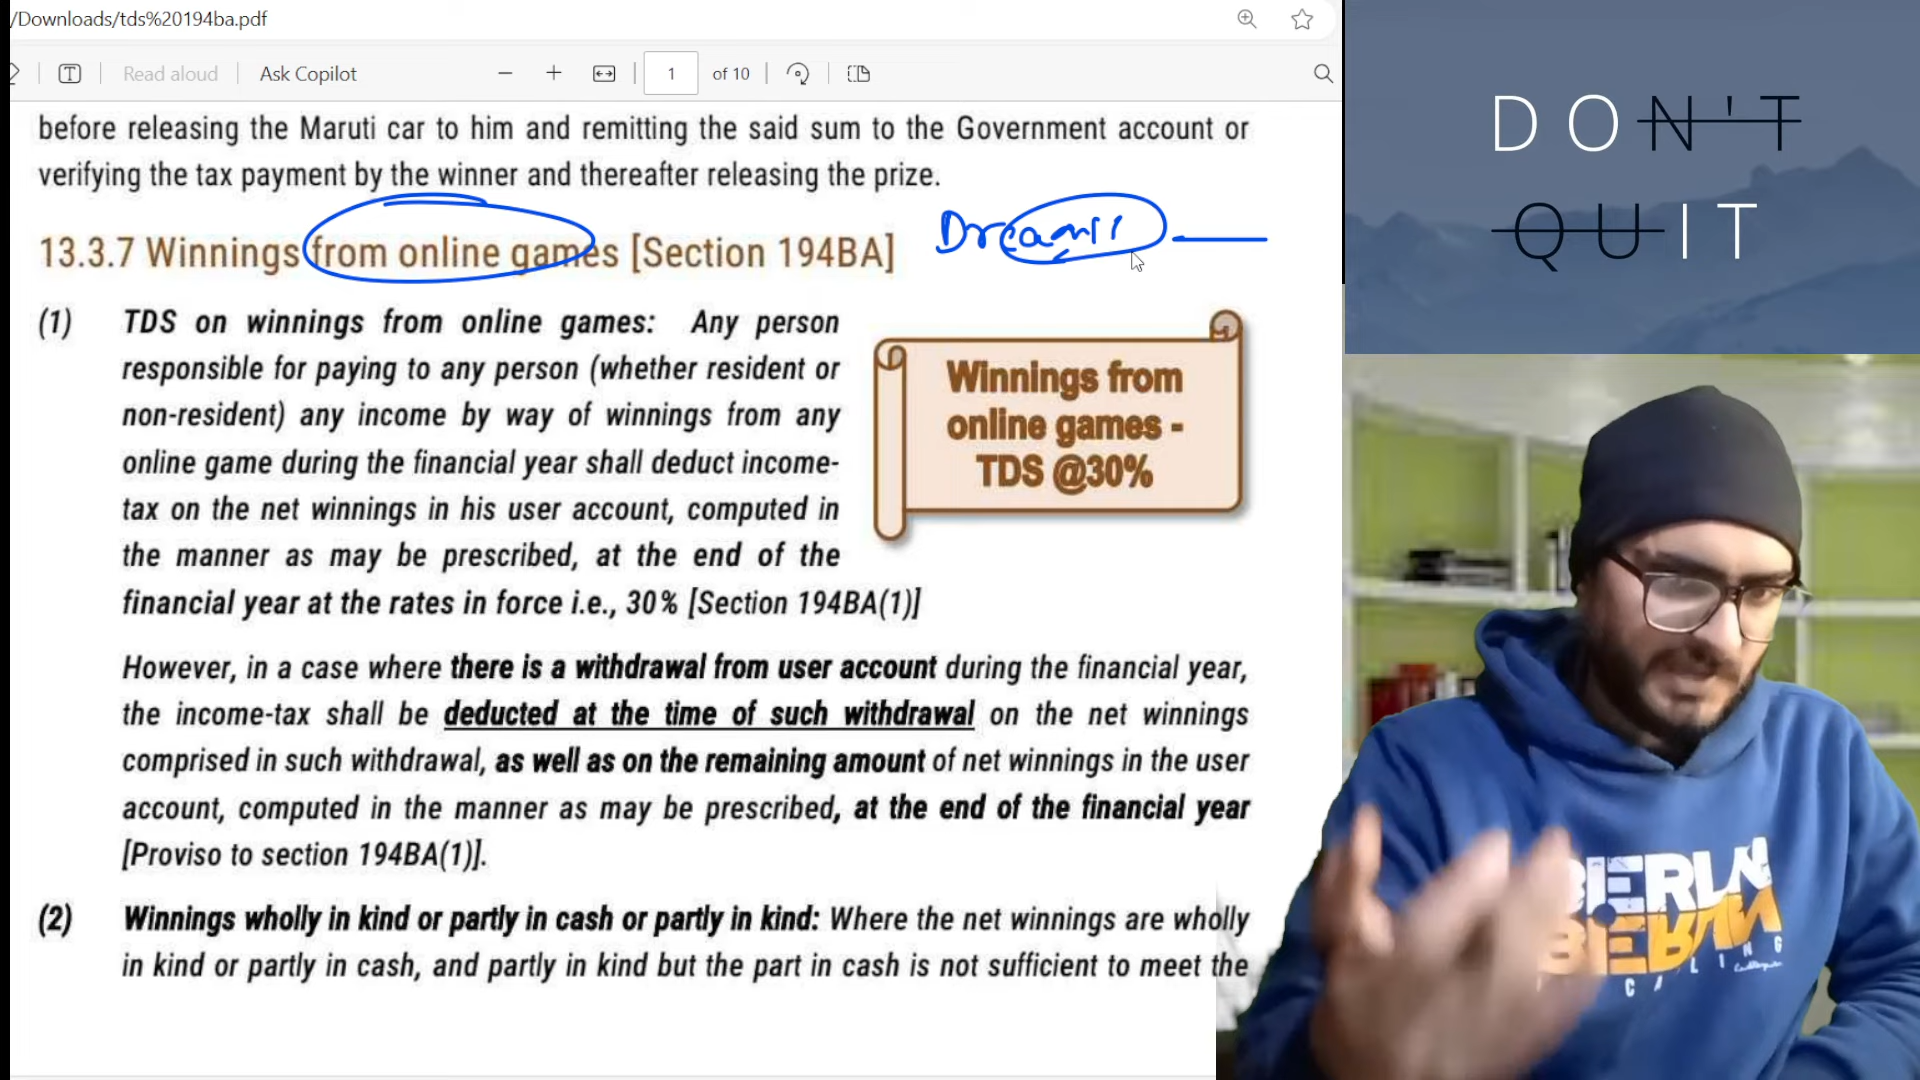 /Downloads/tds%20194ba.pdf
Read aloud Ask Copilot 1 of 10
before releasing the Maruti car to him and remitting the said sum to the Government account or
verifying the tax payment by the winner and thereafter releasing the prize.
13.3.7 Winnings from online games [Section 194BA]
Dream11
(1) TDS on winnings from online games: Any person
responsible for paying to any person (whether resident or
non-resident) any income by way of winnings from any
online game during the financial year shall deduct income-
tax on the net winnings in his user account, computed in
the manner as may be prescribed, at the end of the
financial year at the rates in force i.e., 30% [Section 194BA(1)]
Winnings from
online games -
TDS @30%
However, in a case where there is a withdrawal from user account during the financial year,
the income-tax shall be deducted at the time of such withdrawal on the net winnings
comprised in such withdrawal, as well as on the remaining amount of net winnings in the user
account, computed in the manner as may be prescribed, at the end of the financial year
[Proviso to section 194BA(1)].
(2) Winnings wholly in kind or partly in cash or partly in kind: Where the net winnings are wholly
in kind or partly in cash, and partly in kind but the part in cash is not sufficient to meet the
DON'T
QUIT
BERLIN
BERLIN